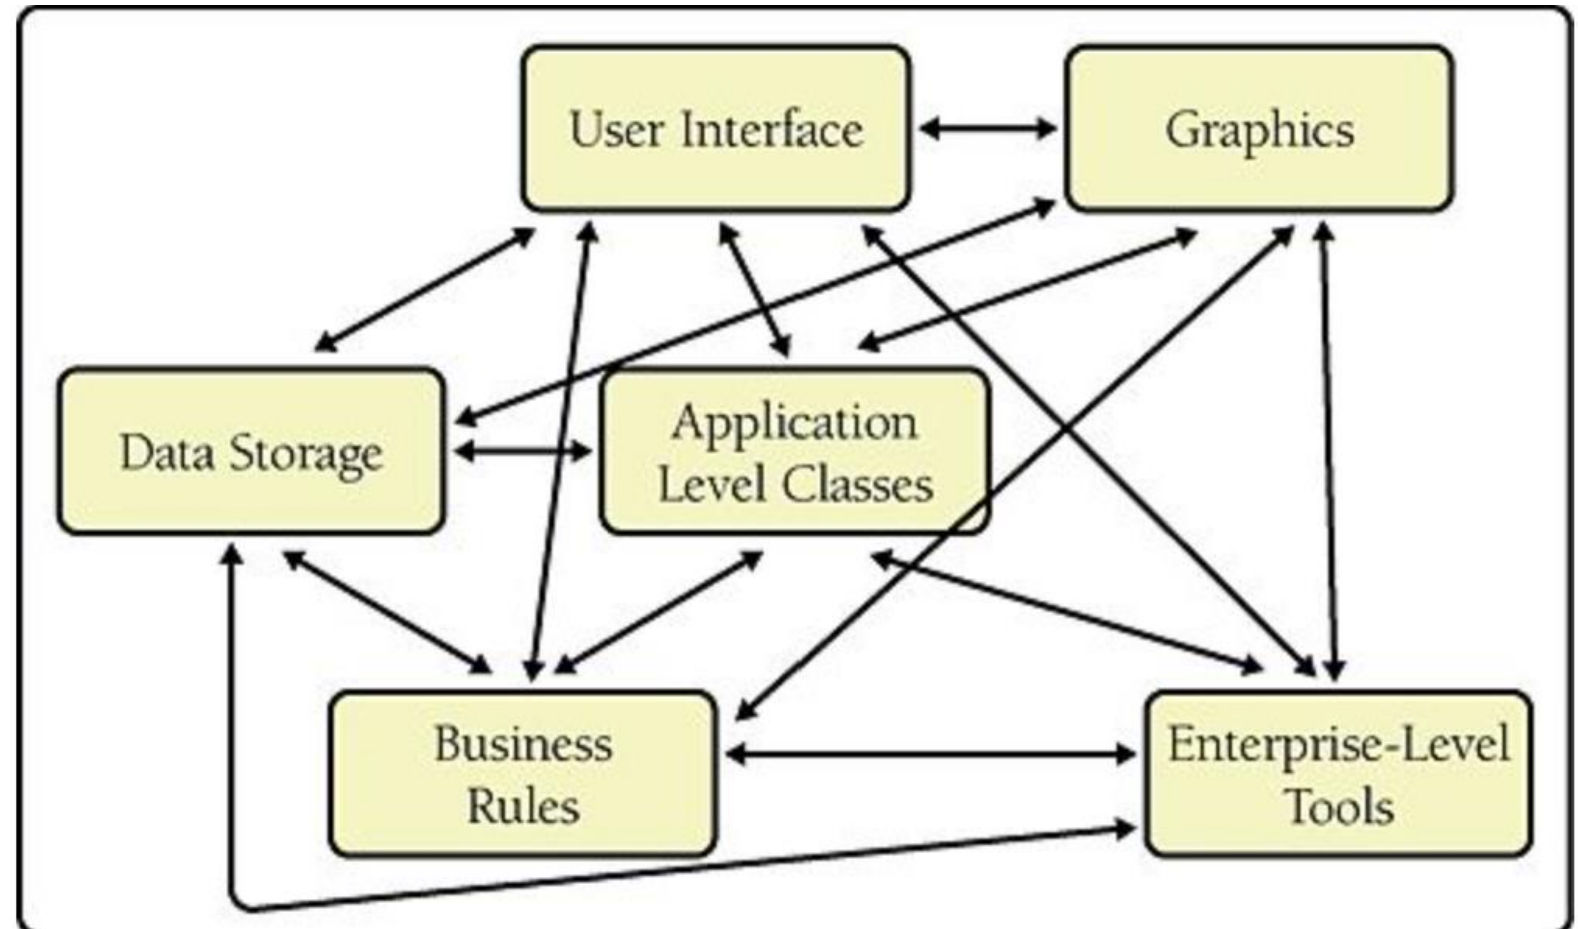 User Interface
Graphics
Data Storage
Application
Level Classes
Business
Rules
Enterprise-Level
Tools